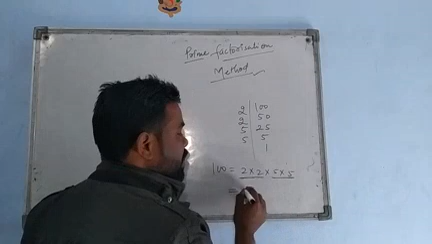 Prime factorisation
Method
2 | 100
2 | 50
5 | 25
5 | 5
1
100 = 2 × 2 × 5 × 5
=